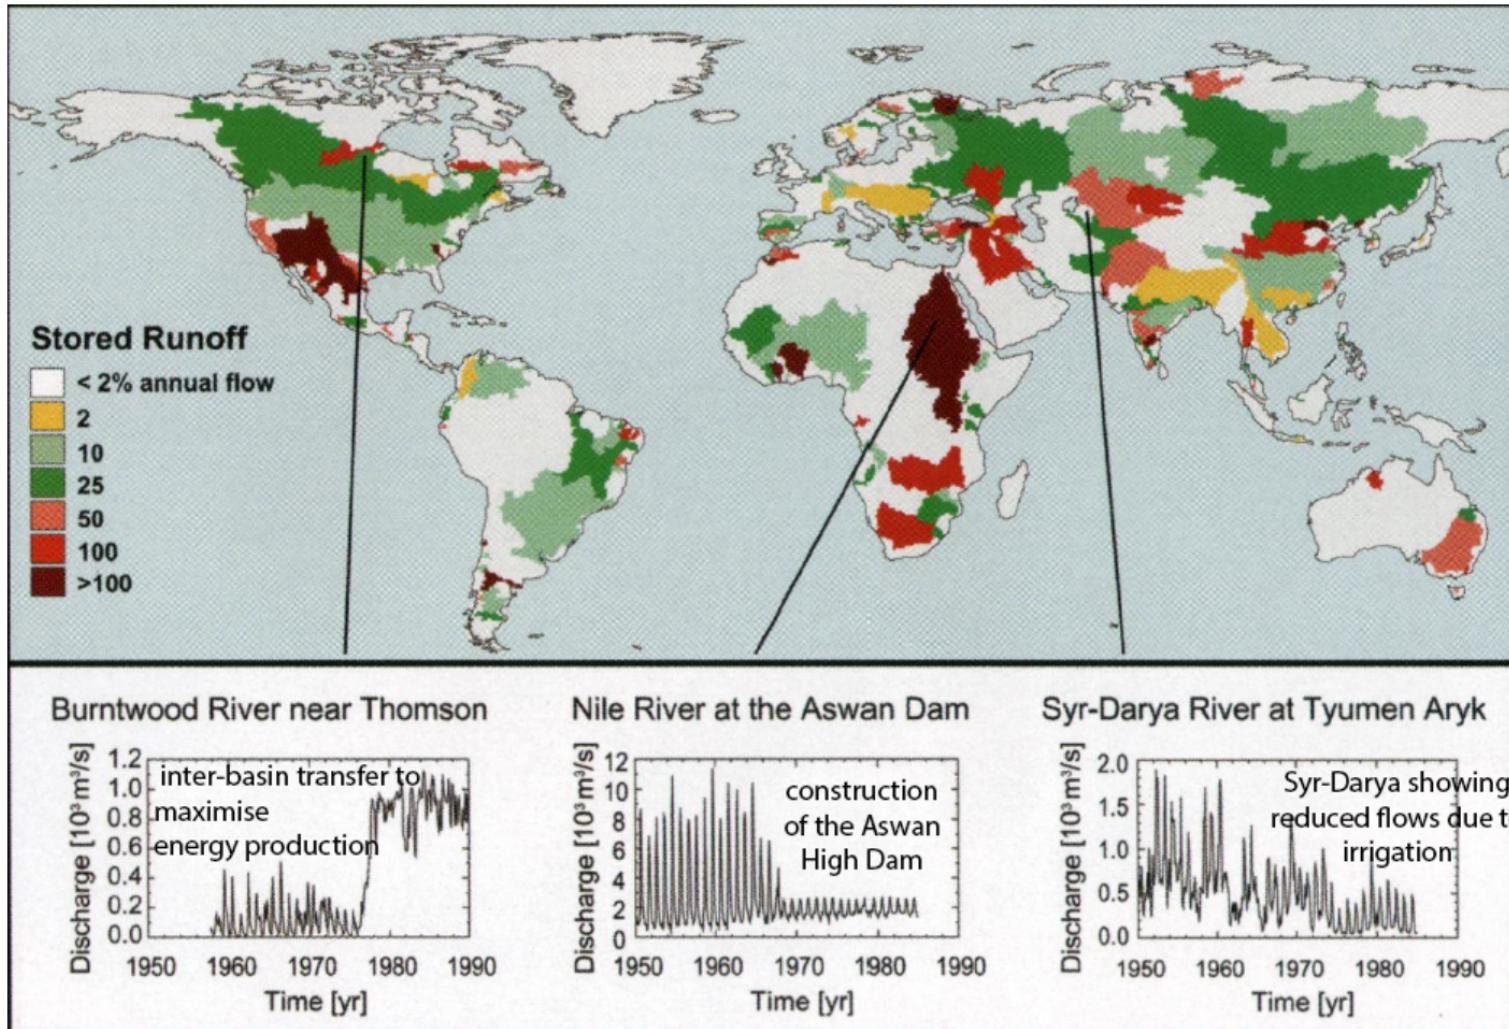 Stored Runoff
< 2% annual flow
2
10
25
50
100
>100
Burntwood River near Thomson
Discharge [10³ m³/s]
1.2
1.0
0.8
0.6
0.4
0.2
0.0
inter-basin transfer to
maximise
energy production
1950 1960 1970 1980 1990
Time [yr]
Nile River at the Aswan Dam
Discharge [10³ m³/s]
12
10
8
6
4
2
0
construction
of the Aswan
High Dam
1950 1960 1970 1980 1990
Time [yr]
Syr-Darya River at Tyumen Aryk
Discharge [10³ m³/s]
2.0
1.5
1.0
0.5
0.0
Syr-Darya showing
reduced flows due t
irrigation
1950 1960 1970 1980 1990
Time [yr]